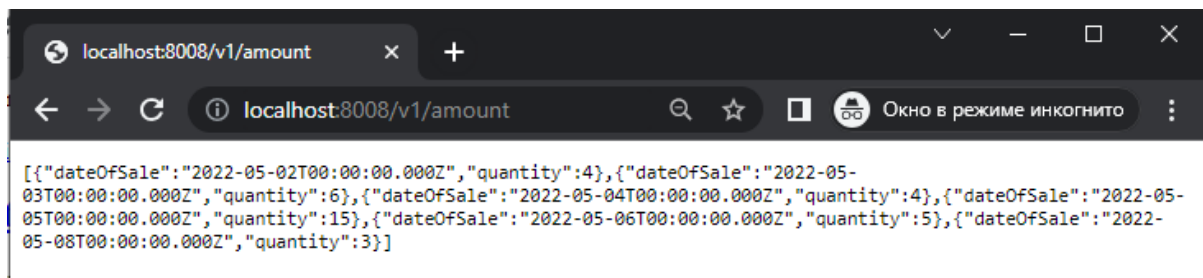 localhost:8008/v1/amount
localhost:8008/v1/amount Окно в режиме инкогнито
[{"dateOfSale":"2022-05-02T00:00:00.000Z","quantity":4},{"dateOfSale":"2022-05-
03T00:00:00.000Z","quantity":6},{"dateOfSale":"2022-05-04T00:00:00.000Z","quantity":4},{"dateOfSale":"2022-05-
05T00:00:00.000Z","quantity":15},{"dateOfSale":"2022-05-06T00:00:00.000Z","quantity":5},{"dateOfSale":"2022-
05-08T00:00:00.000Z","quantity":3}]